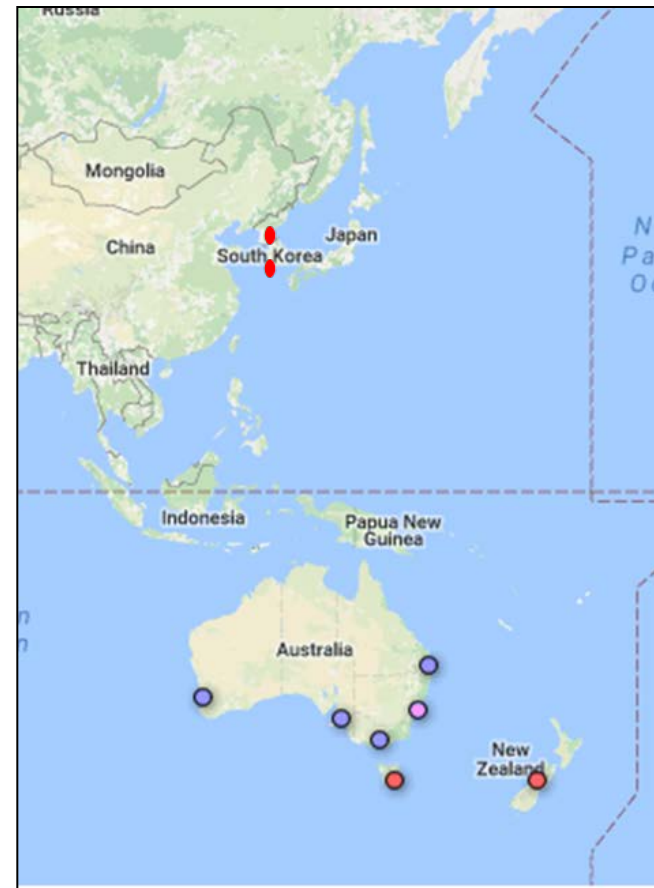 Russia
Mongolia
Japan
China
South Korea
Thailand
Indonesia
Papua New
Guinea
Australia
New
Zealand